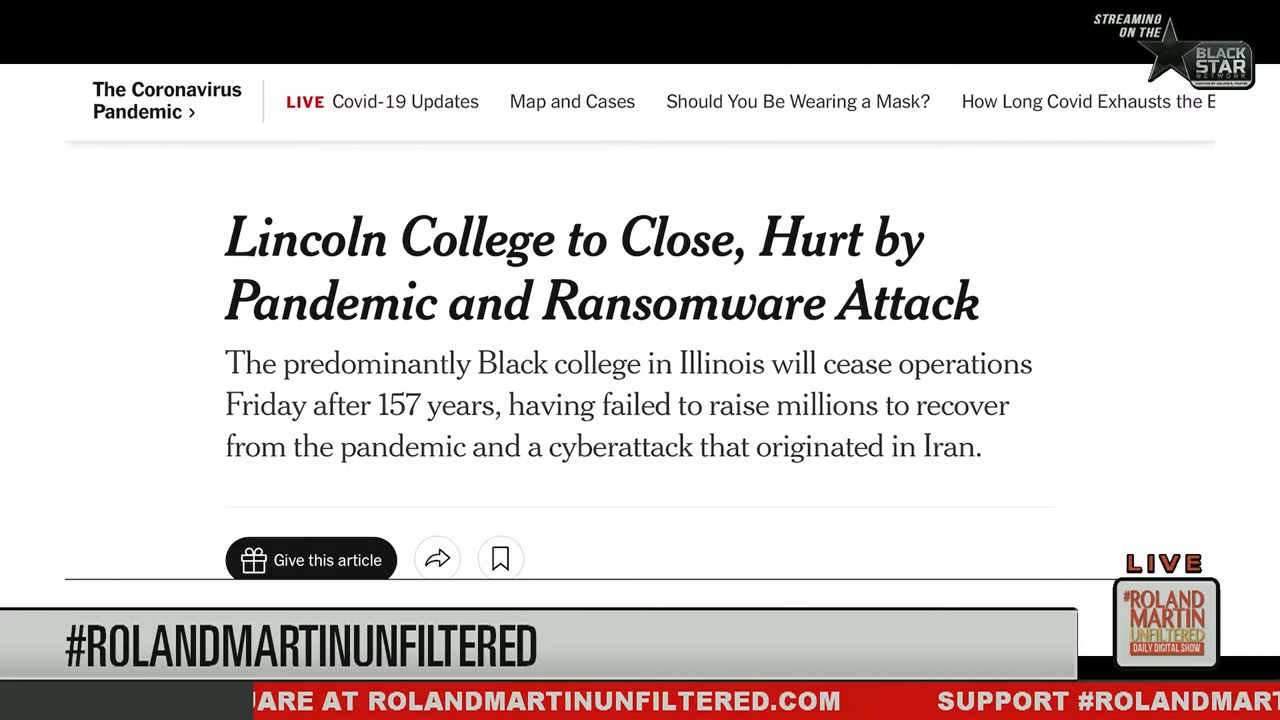 STREAMING
ON THE
BLACK
STAR
NETWORK
The Coronavirus
Pandemic ›
LIVE Covid-19 Updates Map and Cases Should You Be Wearing a Mask? How Long Covid Exhausts the
Lincoln College to Close, Hurt by
Pandemic and Ransomware Attack
The predominantly Black college in Illinois will cease operations
Friday after 157 years, having failed to raise millions to recover
from the pandemic and a cyberattack that originated in Iran.
Give this article
LIVE
#ROLAND
MARTIN
UNFILTERED
DAILY DIGITAL SHOW
#ROLANDMARTINUNFILTERED
ARE AT ROLANDMARTINUNFILTERED.COM SUPPORT #ROLANDMART